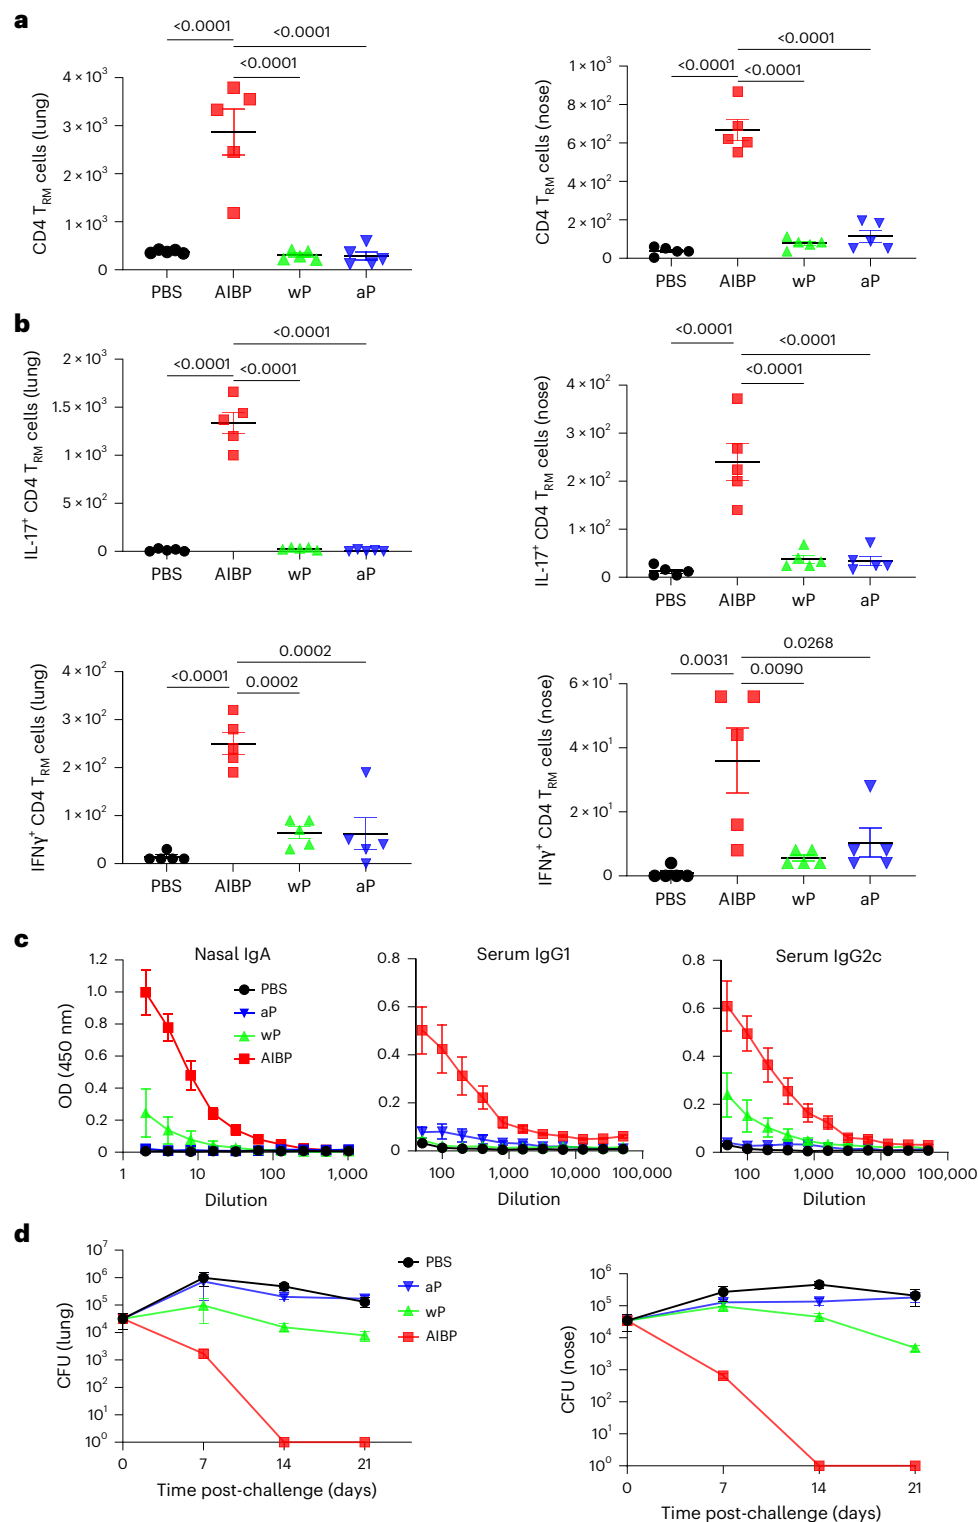 a
<0.0001
<0.0001
<0.0001
4 × 10³
3 × 10³
2 × 10³
1 × 10³
0
CD4 TRM cells (lung)
PBS AIBP wP aP
<0.0001
<0.0001 <0.0001
1 × 10³
8 × 10²
6 × 10²
4 × 10²
2 × 10²
0
CD4 TRM cells (nose)
PBS AIBP wP aP
b
<0.0001
<0.0001 <0.0001
2 × 10³
1.5 × 10³
1 × 10³
5 × 10²
0
IL-17⁺ CD4 TRM cells (lung)
PBS AIBP wP aP
<0.0001
<0.0001
<0.0001
4 × 10²
3 × 10²
2 × 10²
1 × 10²
0
IL-17⁺ CD4 TRM cells (nose)
PBS AIBP wP aP
0.0002
<0.0001 0.0002
4 × 10²
3 × 10²
2 × 10²
1 × 10²
0
IFNγ⁺ CD4 TRM cells (lung)
PBS AIBP wP aP
0.0268
0.0031 0.0090
6 × 10¹
4 × 10¹
2 × 10¹
0
IFNγ⁺ CD4 TRM cells (nose)
PBS AIBP wP aP
c
Nasal IgA
1.2
1.0
0.8
0.6
0.4
0.2
0
OD (450 nm)
PBS
aP
wP
AIBP
1 10 100 1,000
Dilution
Serum IgG1
0.8
0.6
0.4
0.2
0
100 1,000 10,000 100,000
Dilution
Serum IgG2c
0.8
0.6
0.4
0.2
0
100 1,000 10,000 100,000
Dilution
d
10⁷
10⁶
10⁵
10⁴
10³
10²
10¹
10⁰
CFU (lung)
PBS
aP
wP
AIBP
0 7 14 21
Time post-challenge (days)
10⁶
10⁵
10⁴
10³
10²
10¹
10⁰
CFU (nose)
0 7 14 21
Time post-challenge (days)